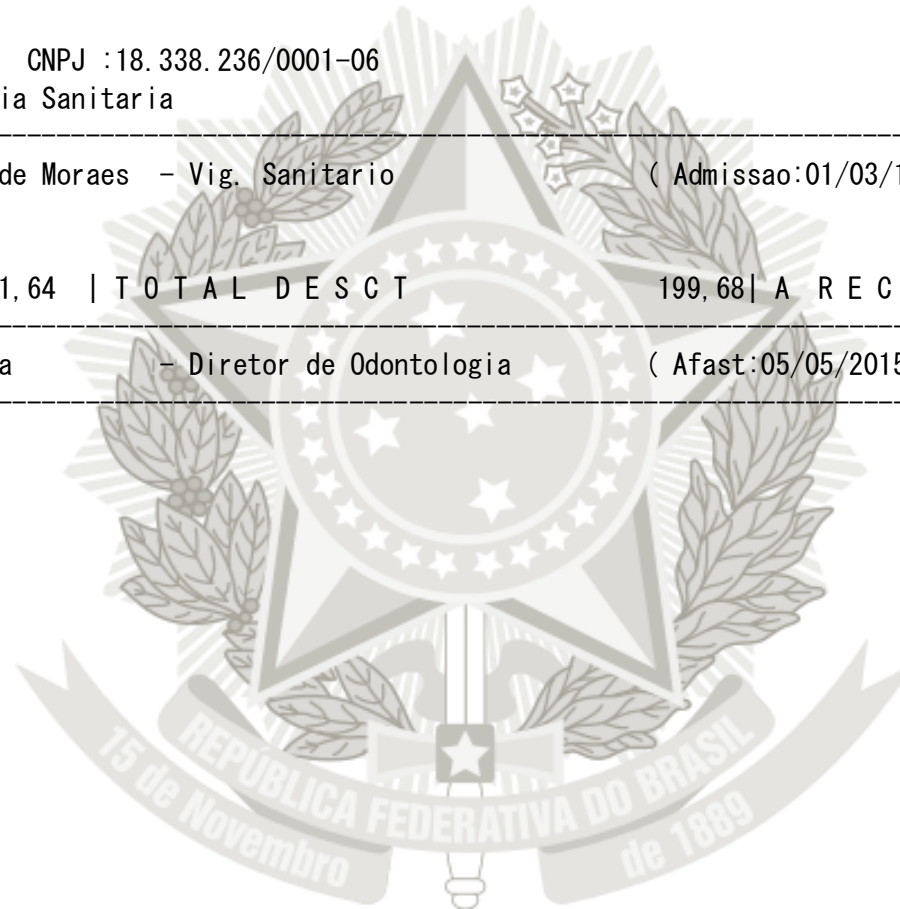 CNPJ :18.338.236/0001-06
ia Sanitaria
de Moraes - Vig. Sanitario ( Admissao:01/03/1
1,64 | T O T A L D E S C T 199,68| A R E C
a - Diretor de Odontologia ( Afast:05/05/2015
REPÚBLICA FEDERATIVA DO BRASIL
15 de Novembro de 1889